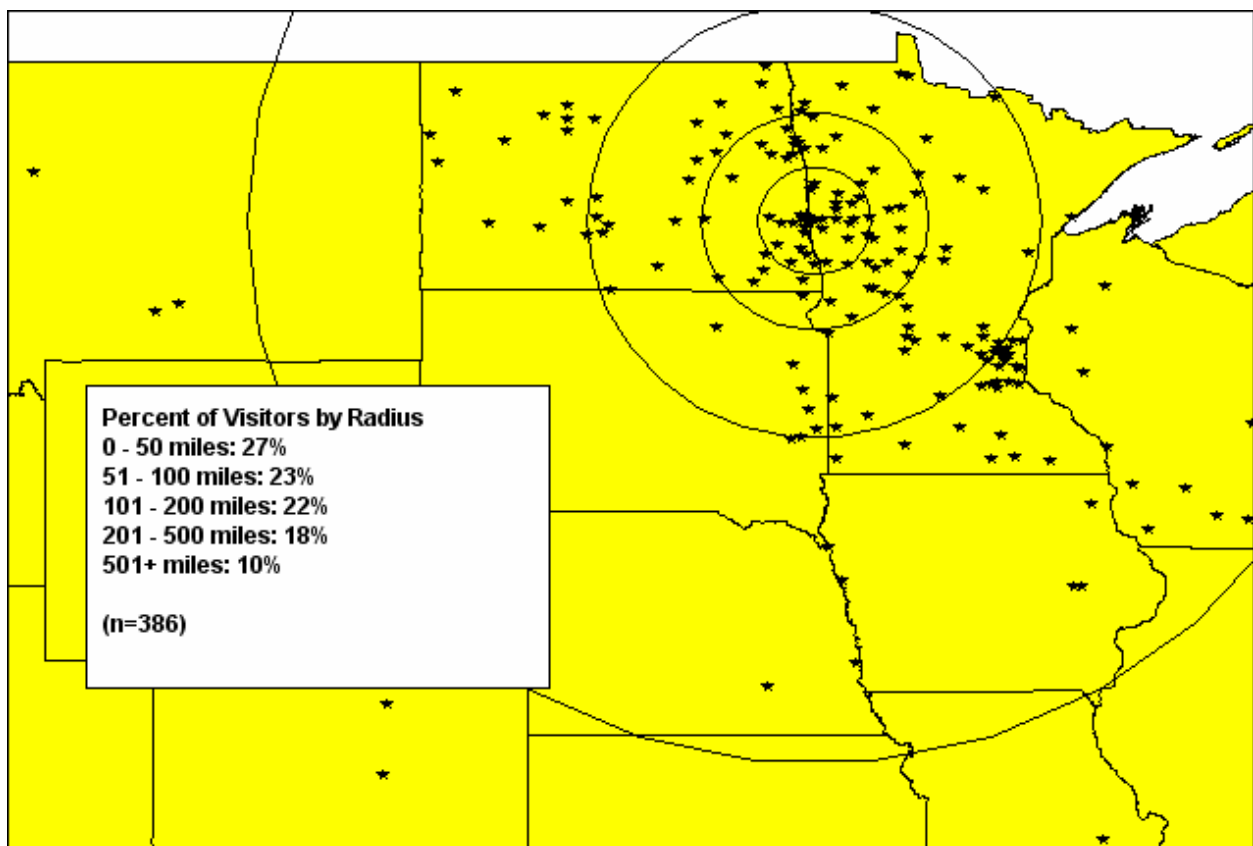 Percent of Visitors by Radius
0 - 50 miles: 27%
51 - 100 miles: 23%
101 - 200 miles: 22%
201 - 500 miles: 18%
501+ miles: 10%
(n=386)